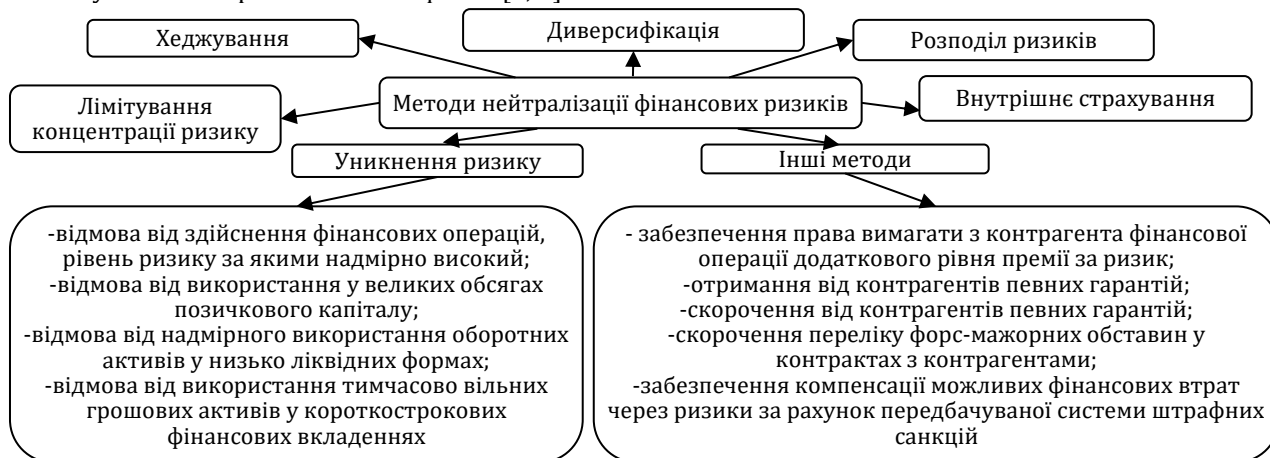 Хеджування
Диверсифікація
Розподіл ризиків
Лімітування
концентрації ризику
Методи нейтралізації фінансових ризиків
Внутрішнє страхування
Уникнення ризику
Інші методи
-відмова від здійснення фінансових операцій,
рівень ризику за якими надмірно високий;
-відмова від використання у великих обсягах
позичкового капіталу;
-відмова від надмірного використання оборотних
активів у низько ліквідних формах;
-відмова від використання тимчасово вільних
грошових активів у короткострокових
фінансових вкладеннях
- забезпечення права вимагати з контрагента фінансової
операції додаткового рівня премії за ризик;
-отримання від контрагентів певних гарантій;
-скорочення від контрагентів певних гарантій;
-скорочення переліку форс-мажорних обставин у
контрактах з контрагентами;
-забезпечення компенсації можливих фінансових втрат
через ризики за рахунок передбачуваної системи штрафних
санкцій